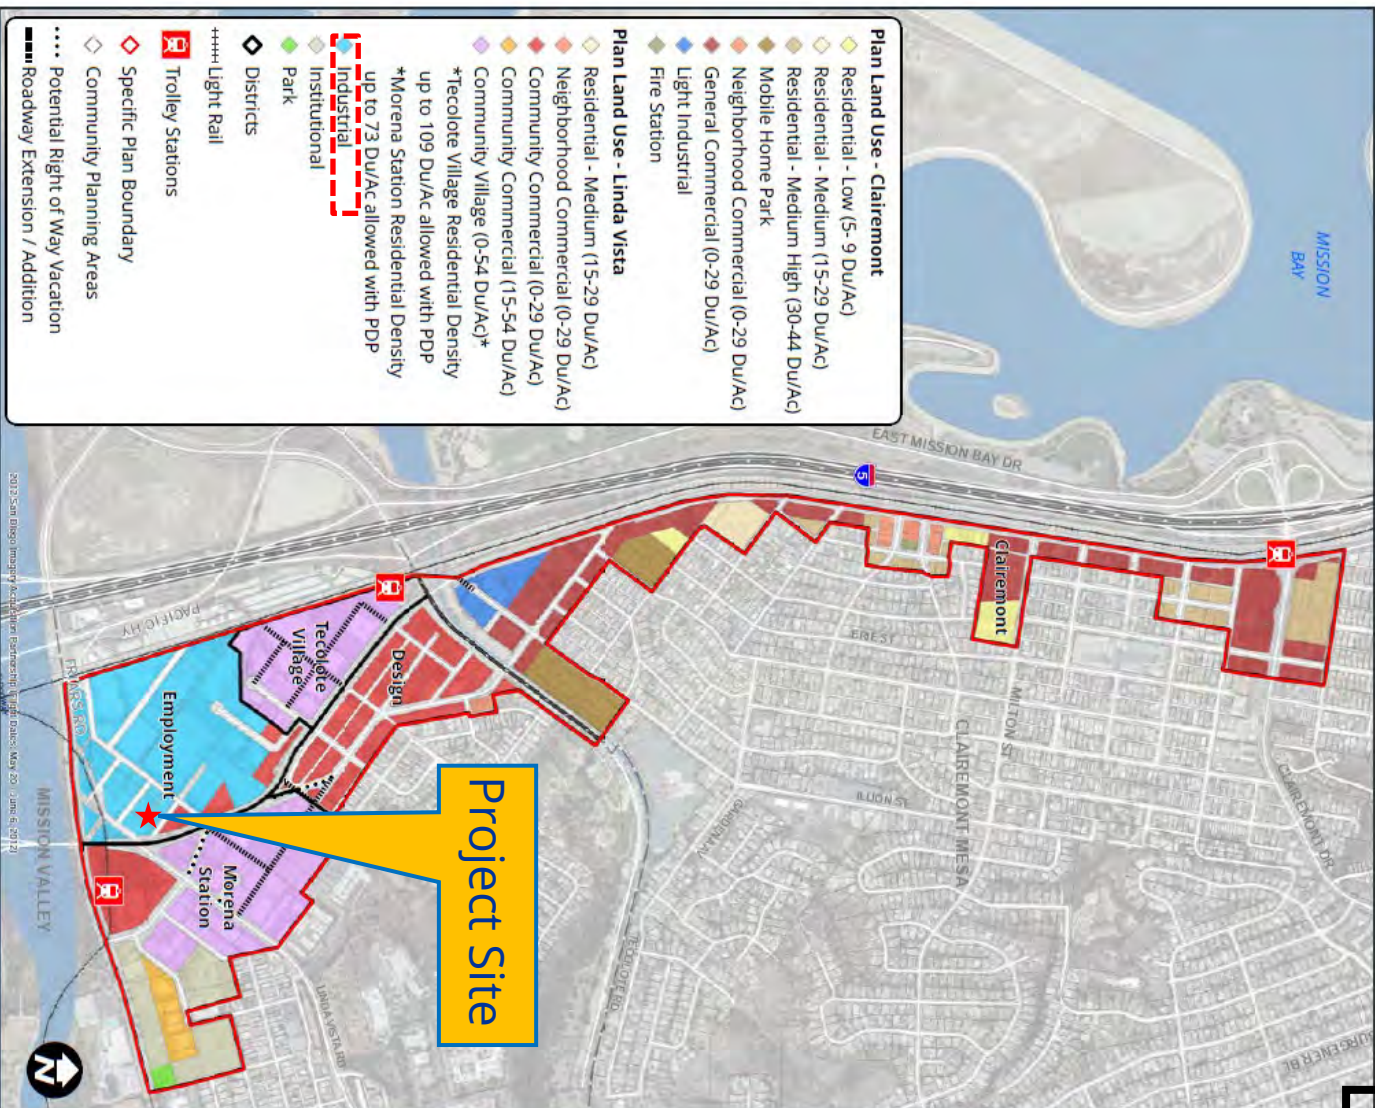 Plan Land Use - Clairemont
Residential - Low (5- 9 Du/Ac)
Residential - Medium (15-29 Du/Ac)
Residential - Medium High (30-44 Du/Ac)
Mobile Home Park
Neighborhood Commercial (0-29 Du/Ac)
General Commercial (0-29 Du/Ac)
Light Industrial
Fire Station
Plan Land Use - Linda Vista
Residential - Medium (15-29 Du/Ac)
Neighborhood Commercial (0-29 Du/Ac)
Community Commercial (0-29 Du/Ac)
Community Commercial (15-54 Du/Ac)
Community Village (0-54 Du/Ac)*
*Tecolote Village Residential Density
up to 109 Du/Ac allowed with PDP
*Morena Station Residential Density
up to 73 Du/Ac allowed with PDP
Industrial
Institutional
Park
Districts
Light Rail
Trolley Stations
Specific Plan Boundary
Community Planning Areas
Potential Right of Way Vacation
Roadway Extension / Addition
MISSION
BAY
EAST MISSION BAY DR
5
Clairemont
ERIE ST
MILTON ST
CLAIREMONT DR
CLAIREMONT MESA
ILLION ST
BURGENER BL
TECOLOTE RD
Design
Tecolote
Village
Employment
Morena
Station
PACIFIC HY
FRIARS RD
LINDA VISTA RD
MISSION VALLEY
Project Site
N